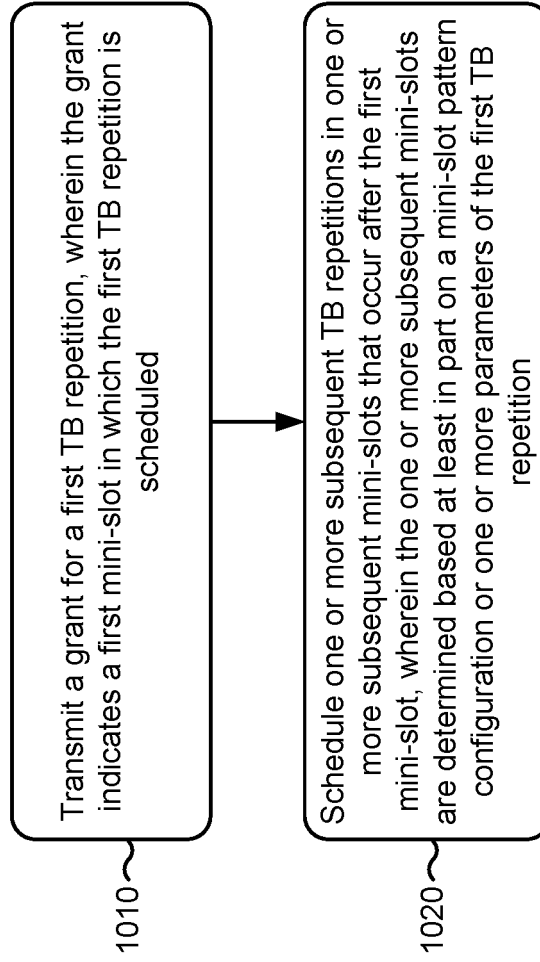 1010
Transmit a grant for a first TB repetition, wherein the grant
indicates a first mini-slot in which the first TB repetition is
scheduled
1020
Schedule one or more subsequent TB repetitions in one or
more subsequent mini-slots that occur after the first
mini-slot, wherein the one or more subsequent mini-slots
are determined based at least in part on a mini-slot pattern
configuration or one or more parameters of the first TB
repetition